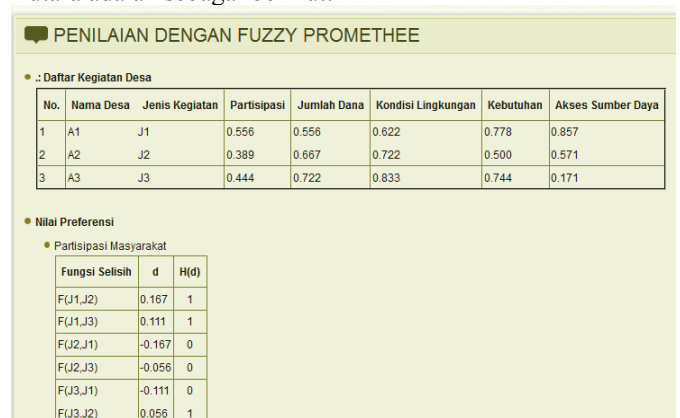 PENILAIAN DENGAN FUZZY PROMETHEE
.: Daftar Kegiatan Desa
No. Nama Desa Jenis Kegiatan Partisipasi Jumlah Dana Kondisi Lingkungan Kebutuhan Akses Sumber Daya
1 A1 J1 0.556 0.556 0.622 0.778 0.857
2 A2 J2 0.389 0.667 0.722 0.500 0.571
3 A3 J3 0.444 0.722 0.833 0.744 0.171
Nilai Preferensi
Partisipasi Masyarakat
Fungsi Selisih d H(d)
F(J1,J2) 0.167 1
F(J1,J3) 0.111 1
F(J2,J1) -0.167 0
F(J2,J3) -0.056 0
F(J3,J1) -0.111 0
F(J3,J2) 0.056 1